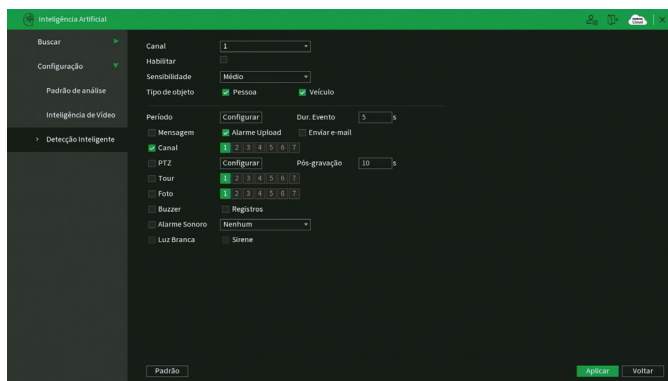 Inteligência Artificial
Buscar
Configuração
Padrão de análise
Inteligência de Vídeo
> Detecção Inteligente
Canal 1
Habilitar
Sensibilidade Médio
Tipo de objeto Pessoa Veículo
Período Configurar Dur. Evento 5 s
Mensagem Alarme Upload Enviar e-mail
Canal 1 2 3 4 5 6 7
PTZ Configurar Pós-gravação 10 s
Tour 1 2 3 4 5 6 7
Foto 1 2 3 4 5 6 7
Buzzer Registros
Alarme Sonoro Nenhum
Luz Branca Sirene
Padrão Aplicar Voltar